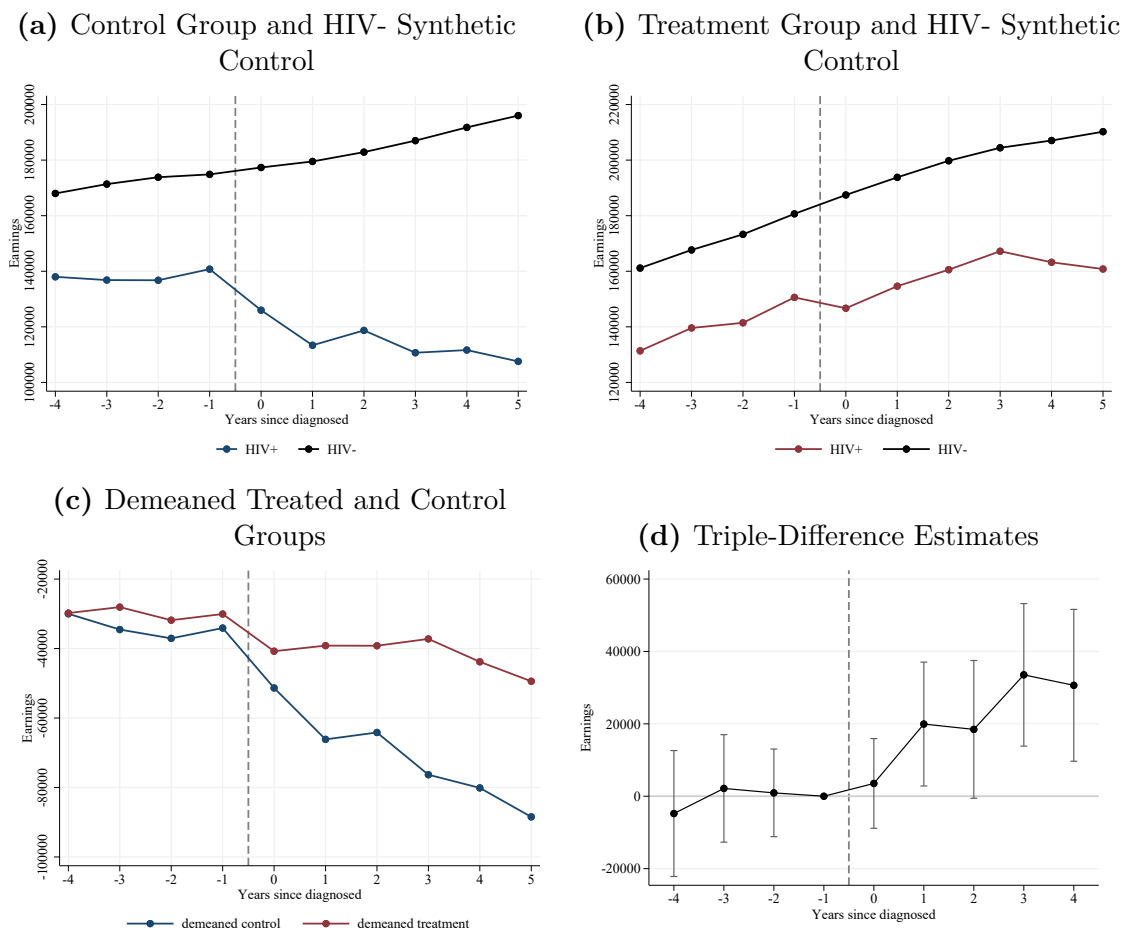 (a) Control Group and HIV- Synthetic
Control
200000
180000
160000
140000
120000
100000
Earnings
-4 -3 -2 -1 0 1 2 3 4 5
Years since diagnosed
HIV+ HIV-
(b) Treatment Group and HIV- Synthetic
Control
220000
200000
180000
160000
140000
120000
Earnings
-4 -3 -2 -1 0 1 2 3 4 5
Years since diagnosed
HIV+ HIV-
(c) Demeaned Treated and Control
Groups
-20000
-40000
-60000
-80000
-100000
Earnings
-4 -3 -2 -1 0 1 2 3 4 5
Years since diagnosed
demeaned control demeaned treatment
(d) Triple-Difference Estimates
60000
40000
20000
0
-20000
Earnings
-4 -3 -2 -1 0 1 2 3 4
Years since diagnosed